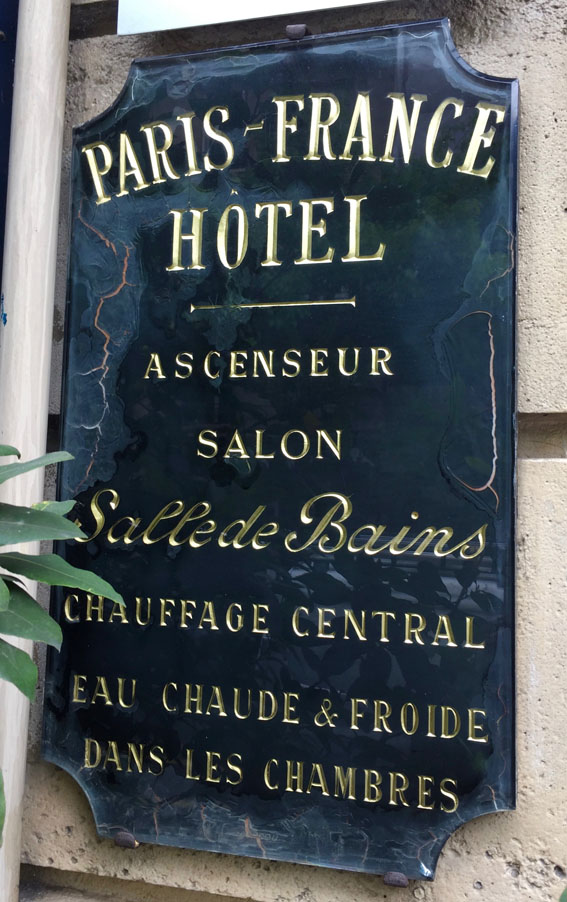 PARIS-FRANCE
HÔTEL
ASCENSEUR
SALON
Salle de Bains
CHAUFFAGE CENTRAL
EAU CHAUDE & FROIDE
DANS LES CHAMBRES